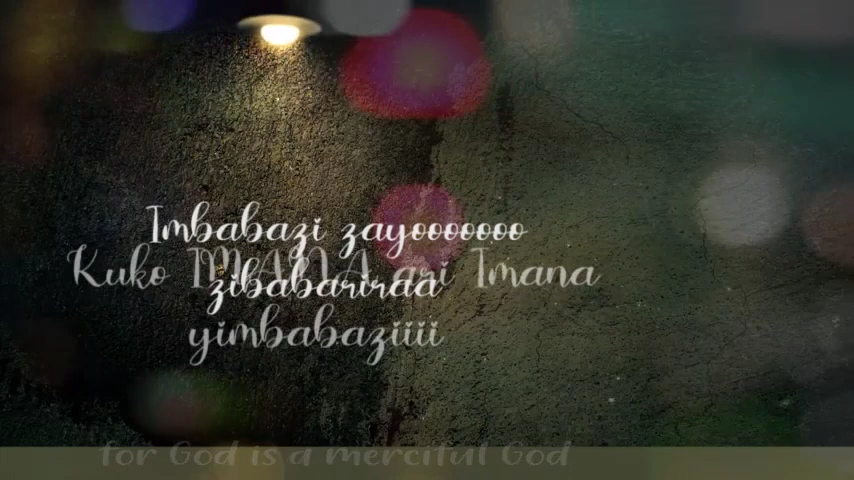 Imbabazi zayooooooo
Kuko IMANA ari Imana
zibabariraa
yimbabaziiii
for God is a merciful God